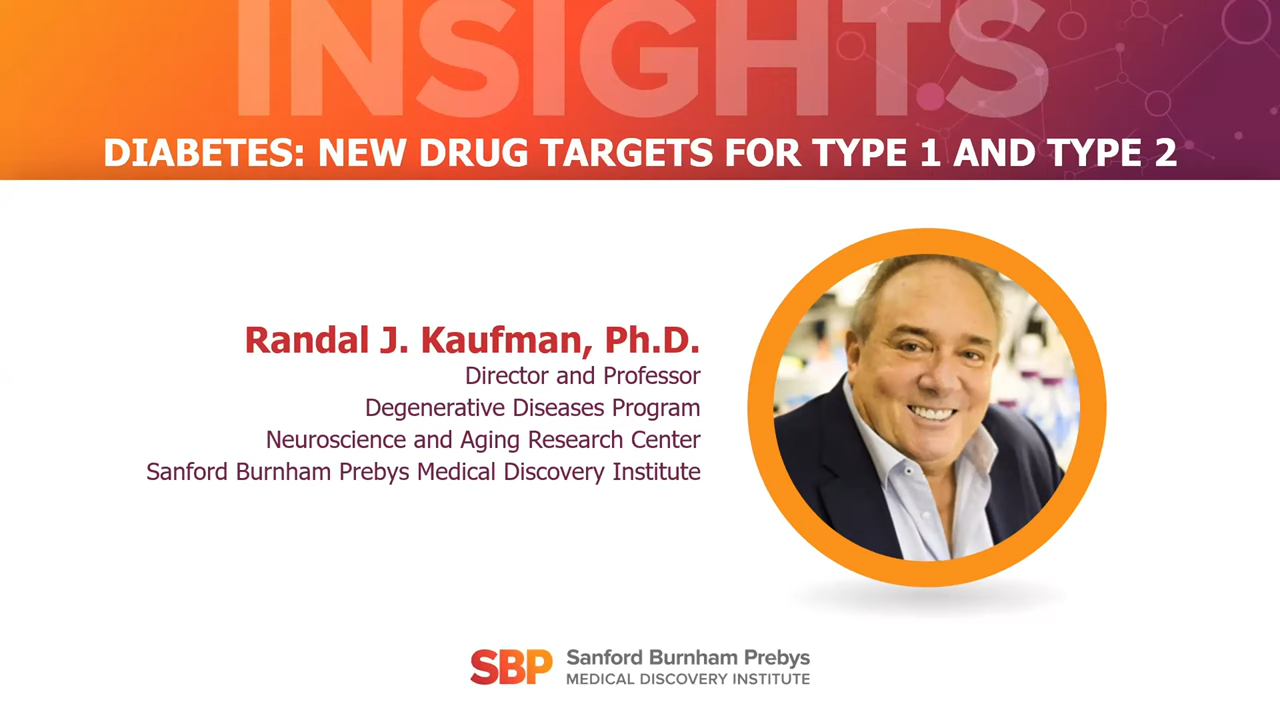 INSIGHTS
DIABETES: NEW DRUG TARGETS FOR TYPE 1 AND TYPE 2
Randal J. Kaufman, Ph.D.
Director and Professor
Degenerative Diseases Program
Neuroscience and Aging Research Center
Sanford Burnham Prebys Medical Discovery Institute
SBP Sanford Burnham Prebys
MEDICAL DISCOVERY INSTITUTE